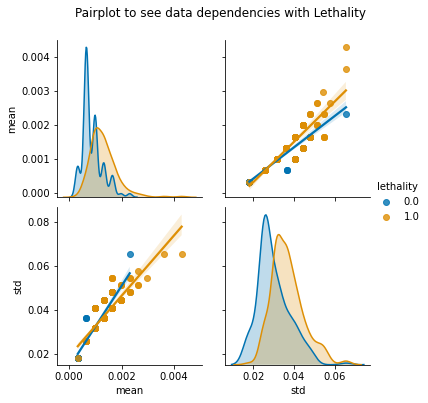 Pairplot to see data dependencies with Lethality
0.004
0.003
0.002
0.001
0.000
mean
lethality
0.0
1.0
0.08
0.06
0.04
0.02
std
0.000 0.002 0.004
mean
0.02 0.04 0.06
std